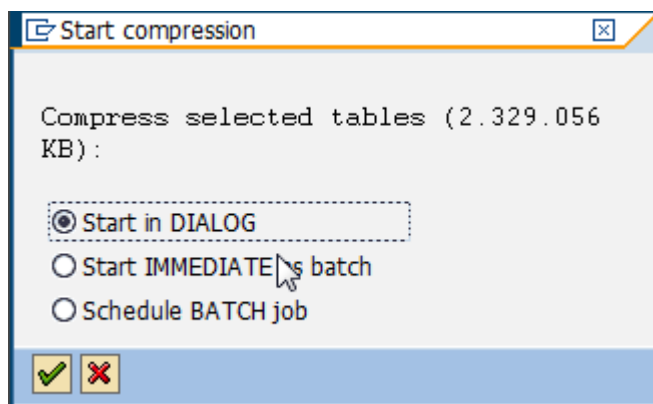 Start compression
Compress selected tables (2.329.056
KB):
Start in DIALOG
Start IMMEDIATE batch
Schedule BATCH job